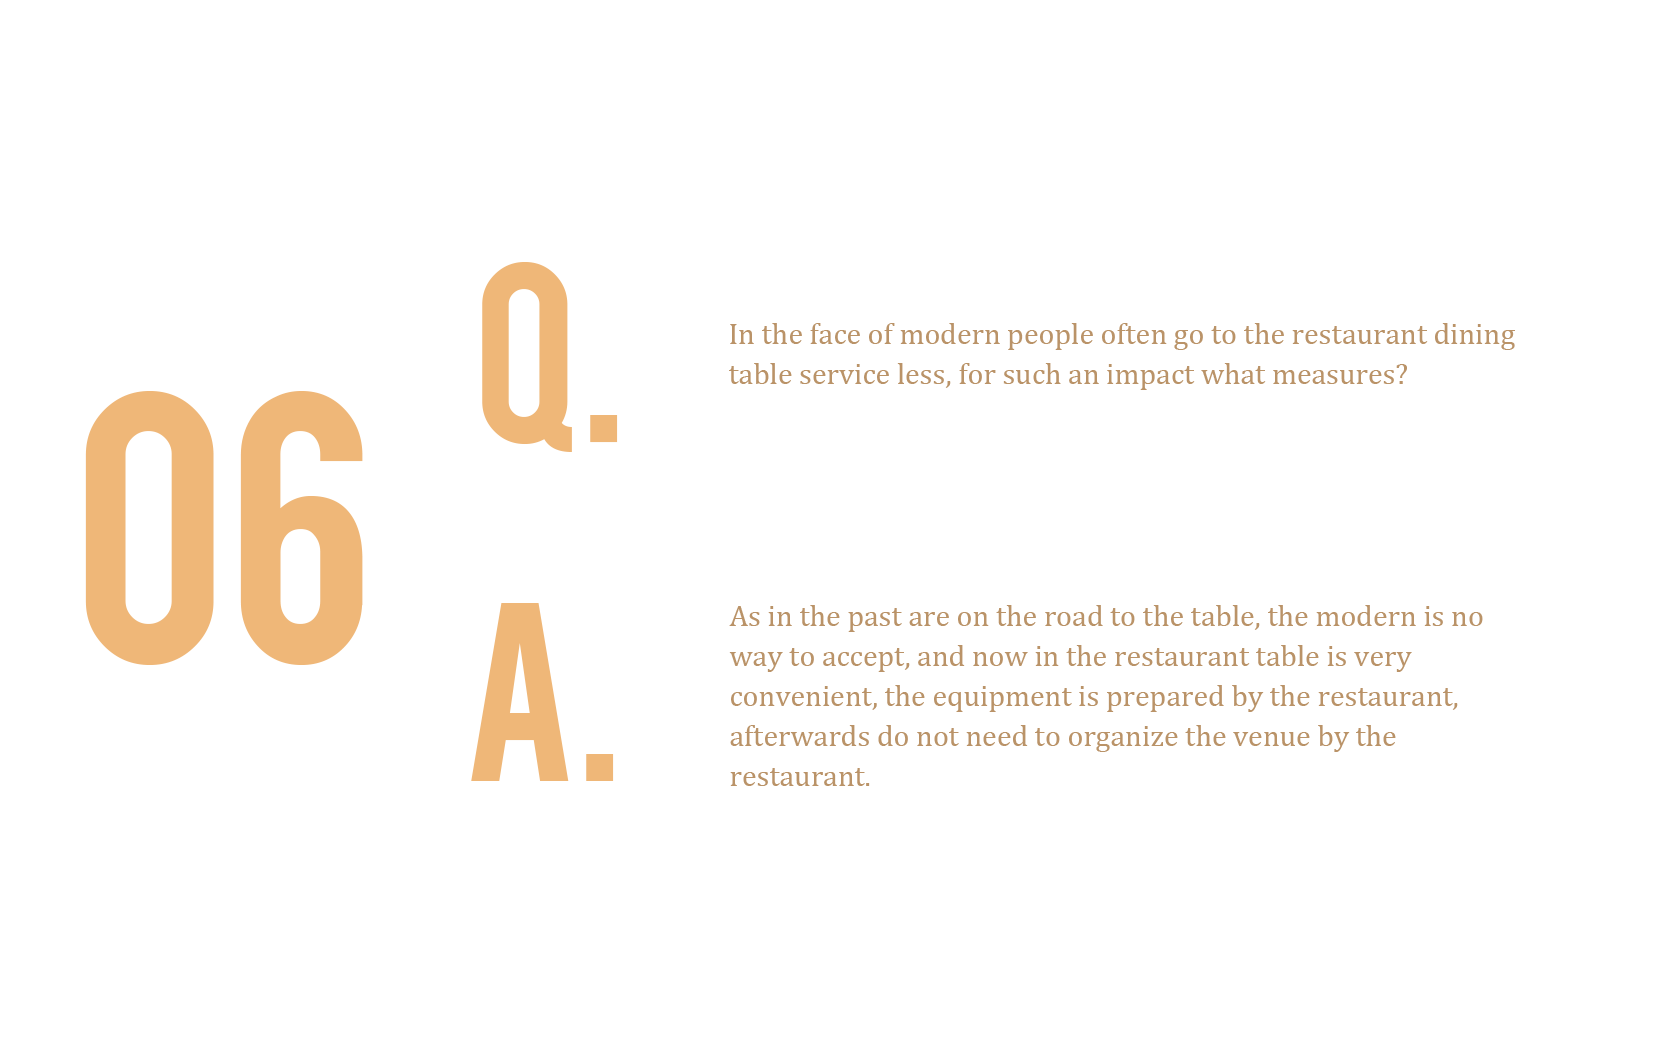 06
Q.
In the face of modern people often go to the restaurant dining
table service less, for such an impact what measures?
A.
As in the past are on the road to the table, the modern is no
way to accept, and now in the restaurant table is very
convenient, the equipment is prepared by the restaurant,
afterwards do not need to organize the venue by the
restaurant.